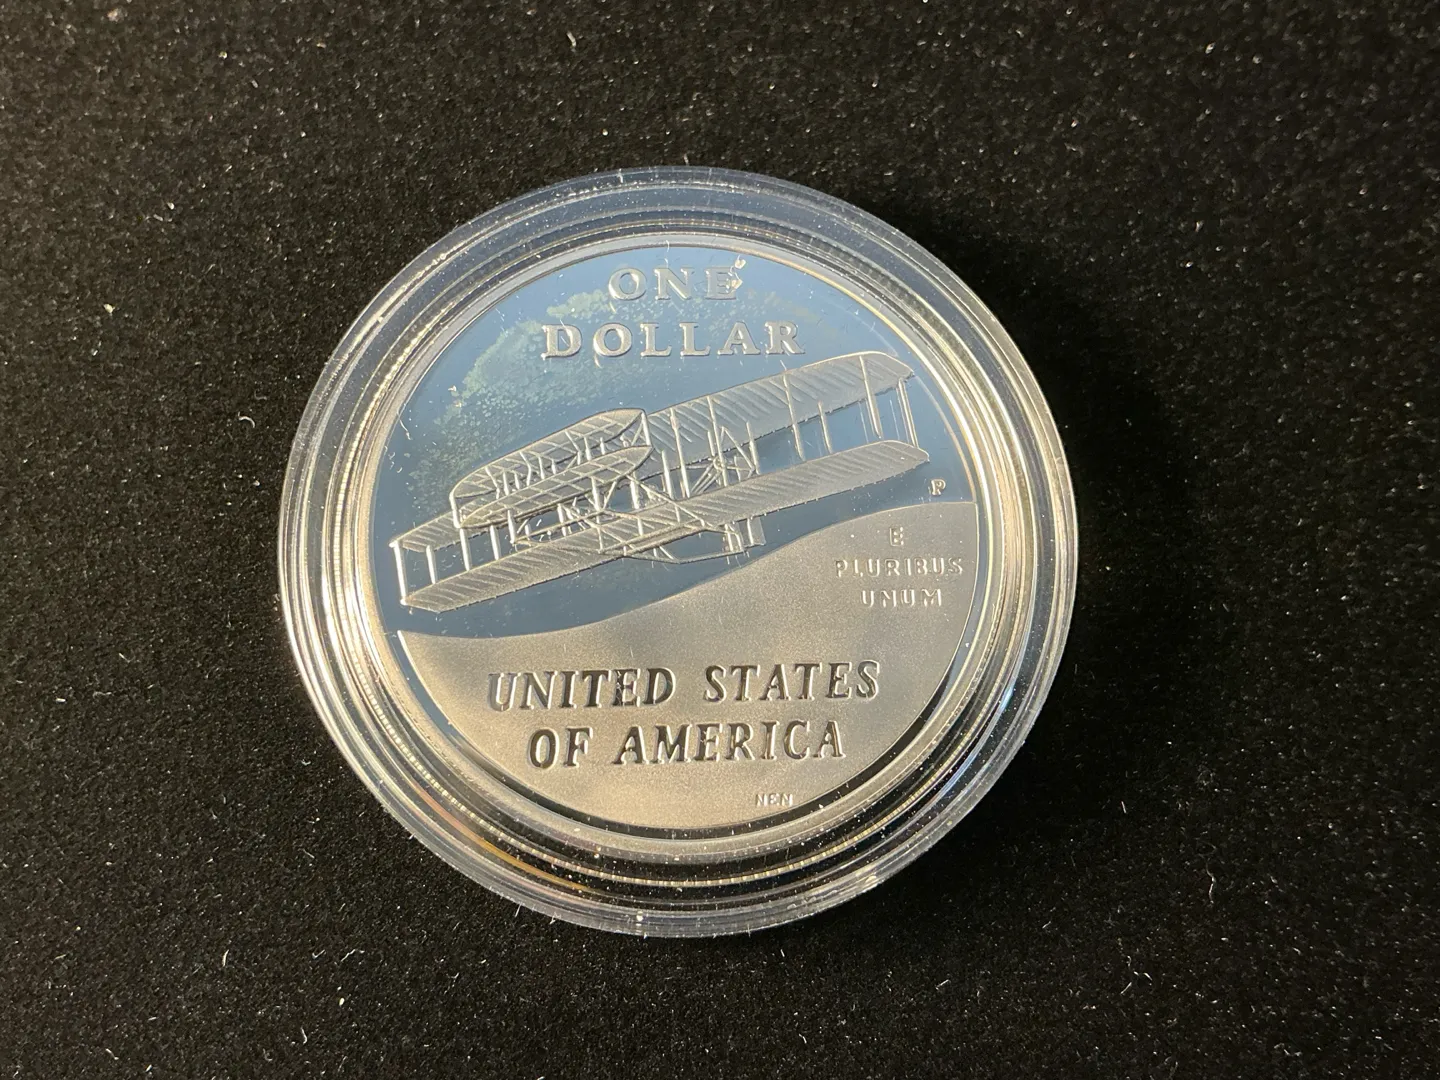 ONE
DOLLAR
P
E
PLURIBUS
UNUM
UNITED STATES
OF AMERICA
NEN